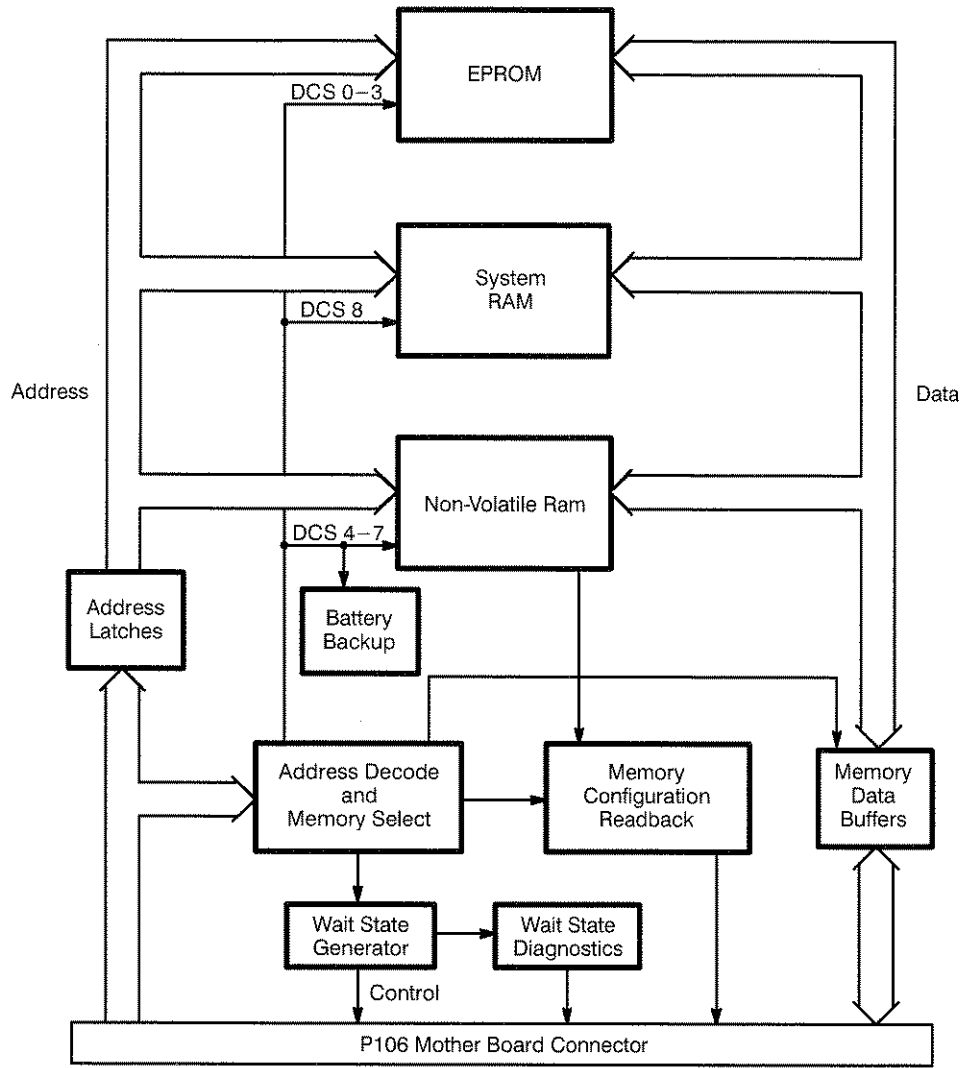 EPROM
DCS 0–3
System
RAM
DCS 8
Address
Data
Non-Volatile Ram
DCS 4–7
Address
Latches
Battery
Backup
Address Decode
and
Memory Select
Memory
Configuration
Readback
Memory
Data
Buffers
Wait State
Generator
Wait State
Diagnostics
Control
P106 Mother Board Connector